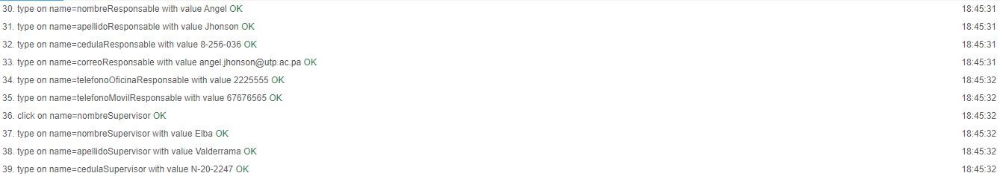 30. type on name=nombreResponsable with value Angel OK 18:45:31
31. type on name=apellidoResponsable with value Jhonson OK 18:45:31
32. type on name=cedulaResponsable with value 8-256-036 OK 18:45:31
33. type on name=correoResponsable with value angel.jhonson@utp.ac.pa OK 18:45:31
34. type on name=telefonoOficinaResponsable with value 2225555 OK 18:45:32
35. type on name=telefonoMovilResponsable with value 67676565 OK 18:45:32
36. click on name=nombreSupervisor OK 18:45:32
37. type on name=nombreSupervisor with value Elba OK 18:45:32
38. type on name=apellidoSupervisor with value Valderrama OK 18:45:32
39. type on name=cedulaSupervisor with value N-20-2247 OK 18:45:32